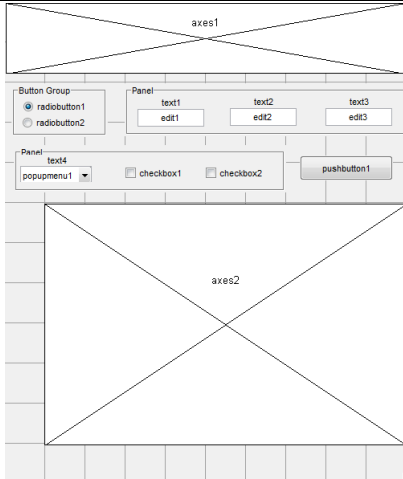 axes1
Button Group
radiobutton1
radiobutton2
Panel
text1 text2 text3
edit1 edit2 edit3
Panel
text4
popupmenu1
checkbox1 checkbox2
pushbutton1
axes2